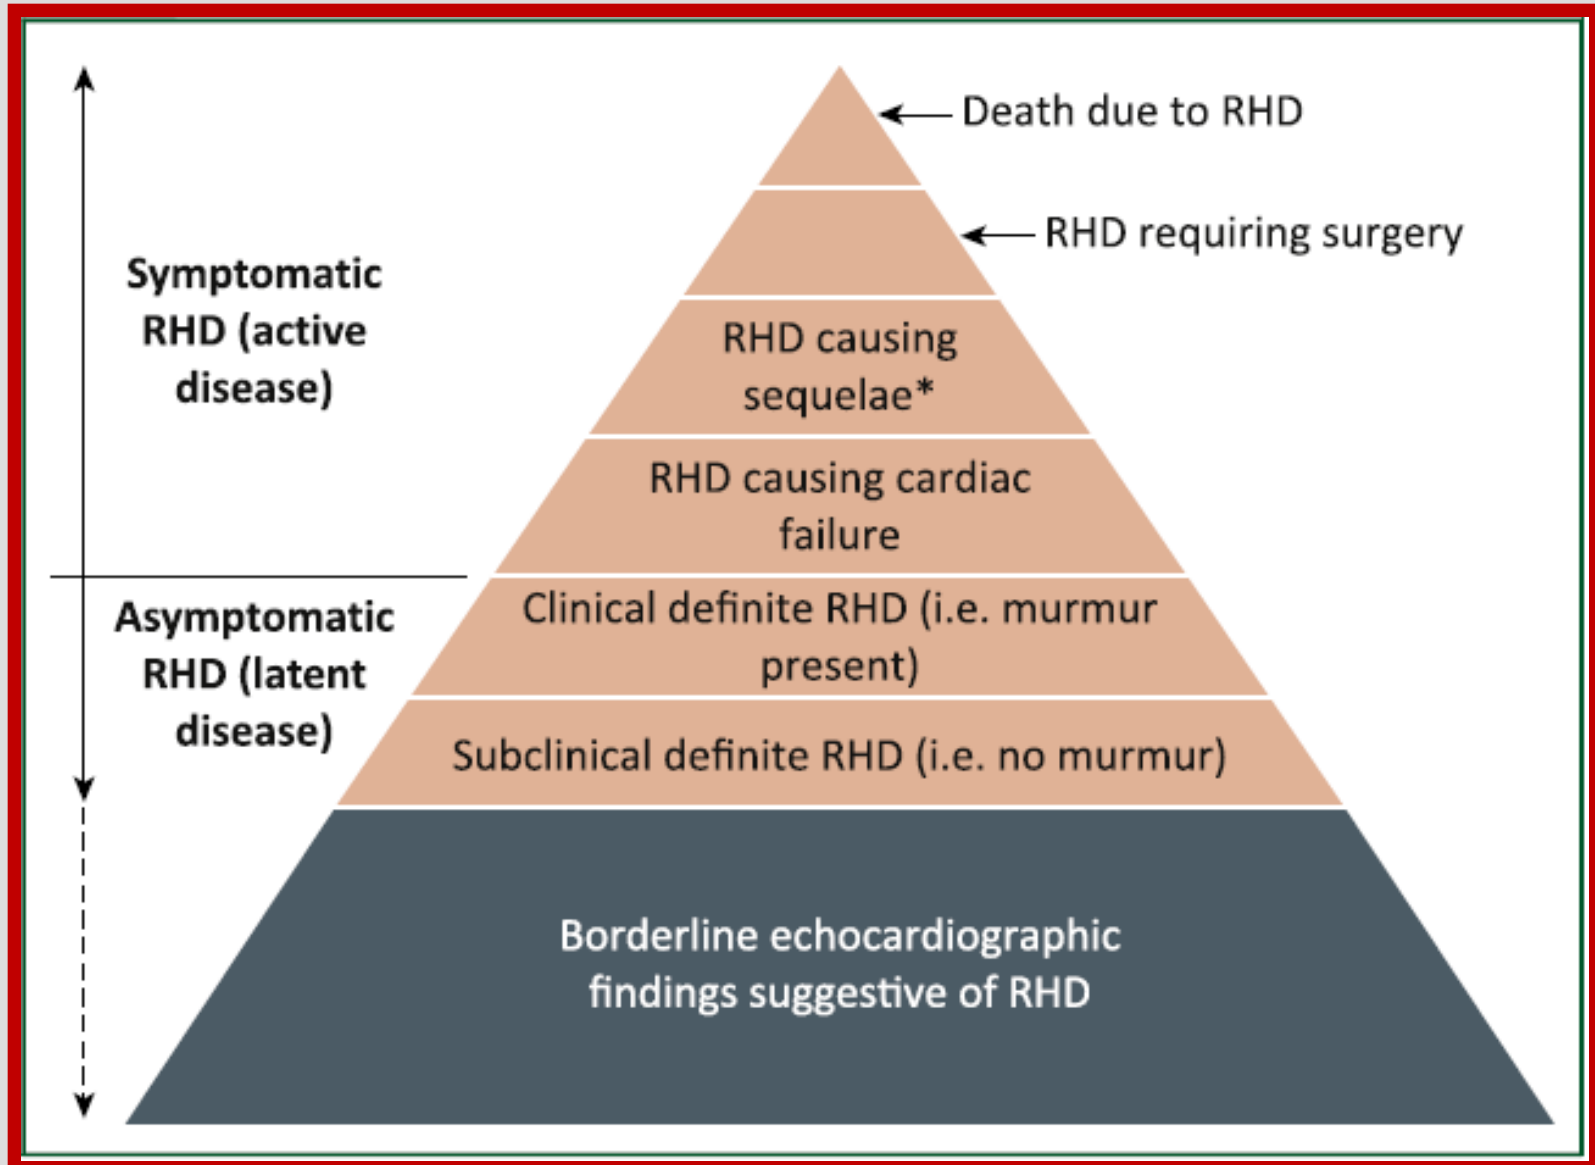 Death due to RHD
RHD requiring surgery
Symptomatic
RHD (active
disease)
RHD causing
sequelae*
RHD causing cardiac
failure
Asymptomatic
RHD (latent
disease)
Clinical definite RHD (i.e. murmur
present)
Subclinical definite RHD (i.e. no murmur)
Borderline echocardiographic
findings suggestive of RHD